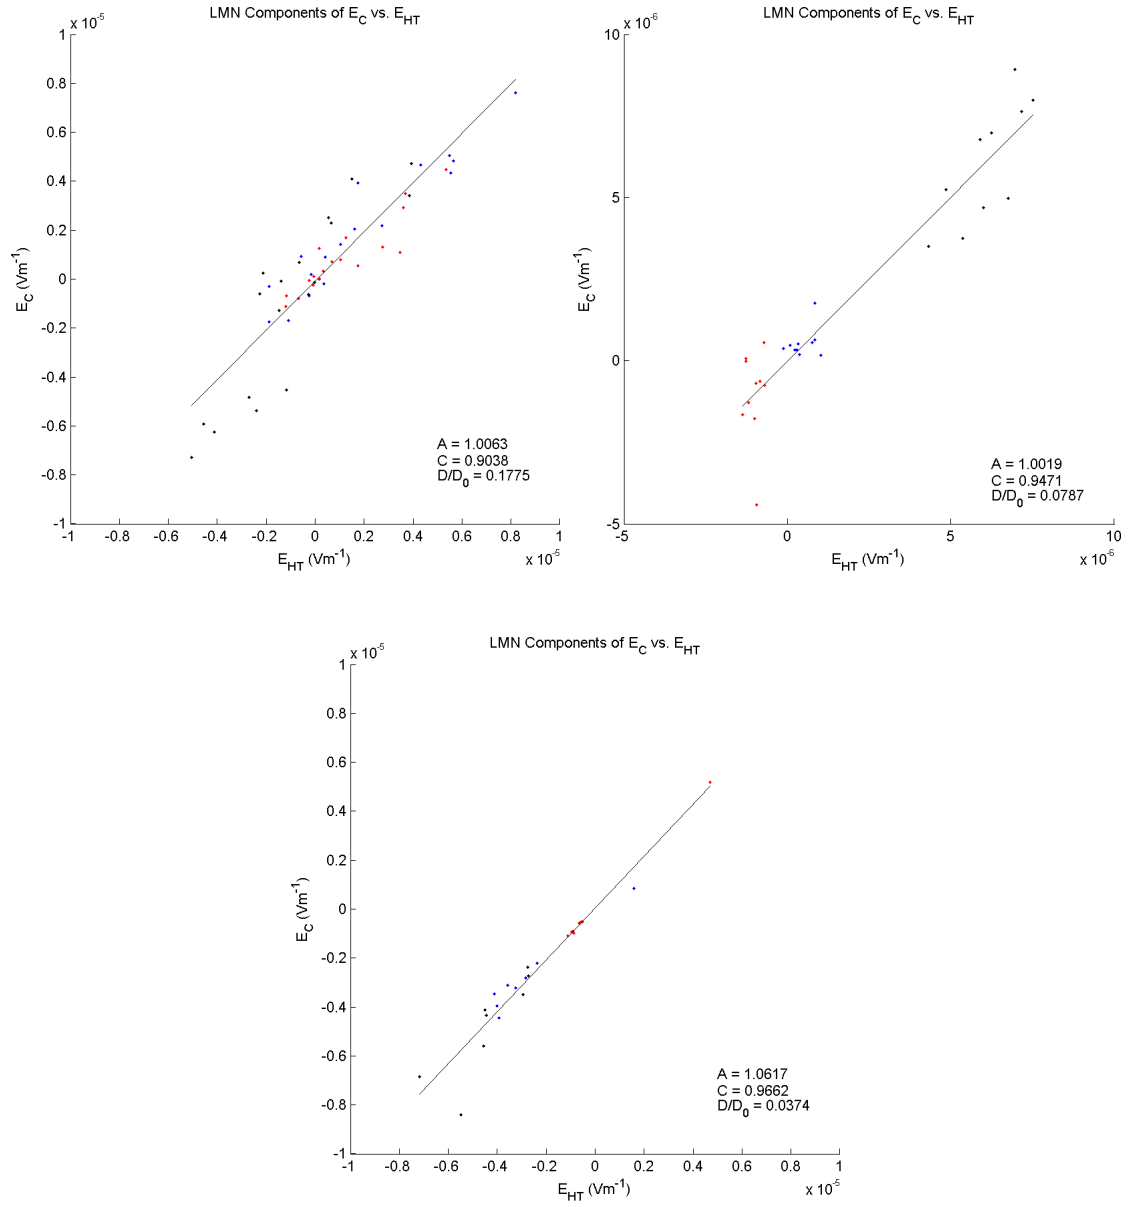 LMN Components of E_C vs. E_HT
x 10^-5
1
0.8
0.6
0.4
0.2
0
-0.2
-0.4
-0.6
-0.8
-1
E_C (Vm^-1)
A = 1.0063
C = 0.9038
D/D_0 = 0.1775
-1 -0.8 -0.6 -0.4 -0.2 0 0.2 0.4 0.6 0.8 1
E_HT (Vm^-1)
x 10^-5
LMN Components of E_C vs. E_HT
x 10^-6
10
5
0
-5
E_C (Vm^-1)
A = 1.0019
C = 0.9471
D/D_0 = 0.0787
-5 0 5 10
E_HT (Vm^-1)
x 10^-6
LMN Components of E_C vs. E_HT
x 10^-5
1
0.8
0.6
0.4
0.2
0
-0.2
-0.4
-0.6
-0.8
-1
E_C (Vm^-1)
A = 1.0617
C = 0.9662
D/D_0 = 0.0374
-1 -0.8 -0.6 -0.4 -0.2 0 0.2 0.4 0.6 0.8 1
E_HT (Vm^-1)
x 10^-5